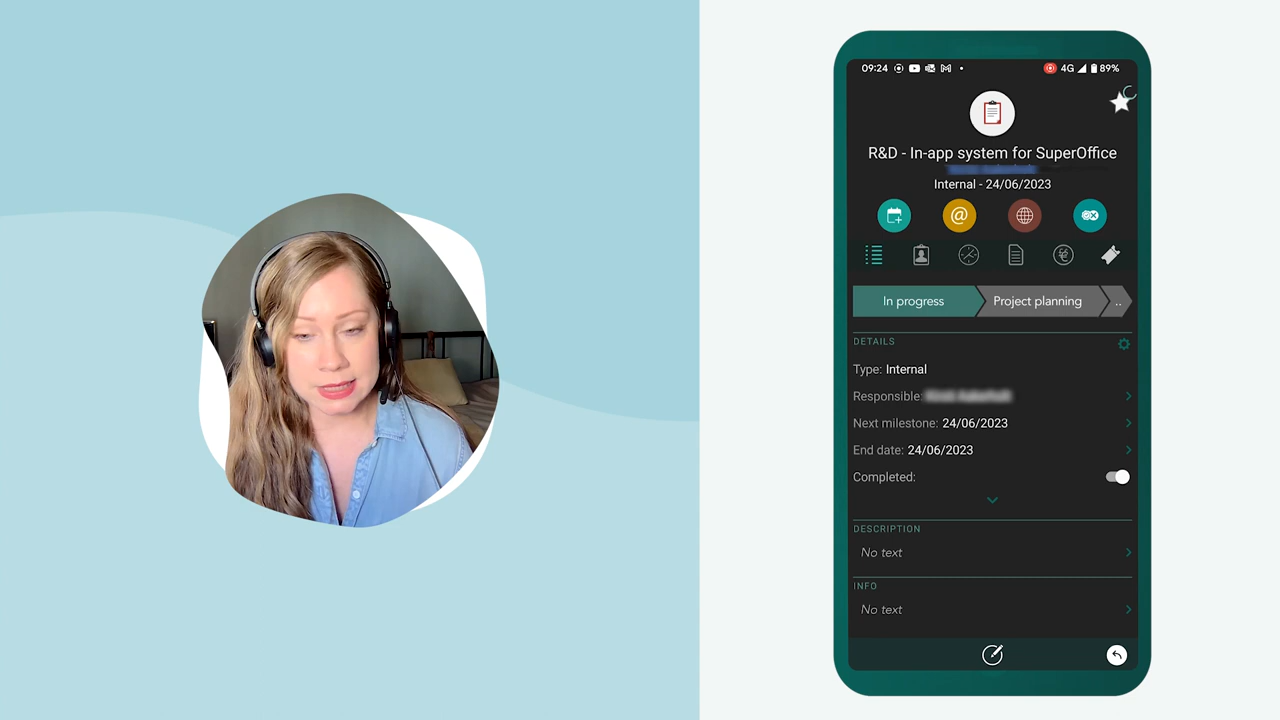 09:24
4G 89%
R&D - In-app system for SuperOffice
Internal - 24/06/2023
In progress
Project planning
..
DETAILS
Type: Internal
Responsible:
Next milestone: 24/06/2023
End date: 24/06/2023
Completed:
DESCRIPTION
No text
INFO
No text